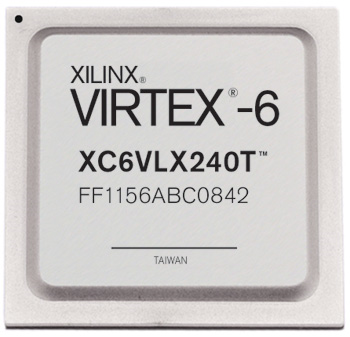 XILINX®
VIRTEX®-6
XC6VLX240T™
FF1156ABC0842
TAIWAN